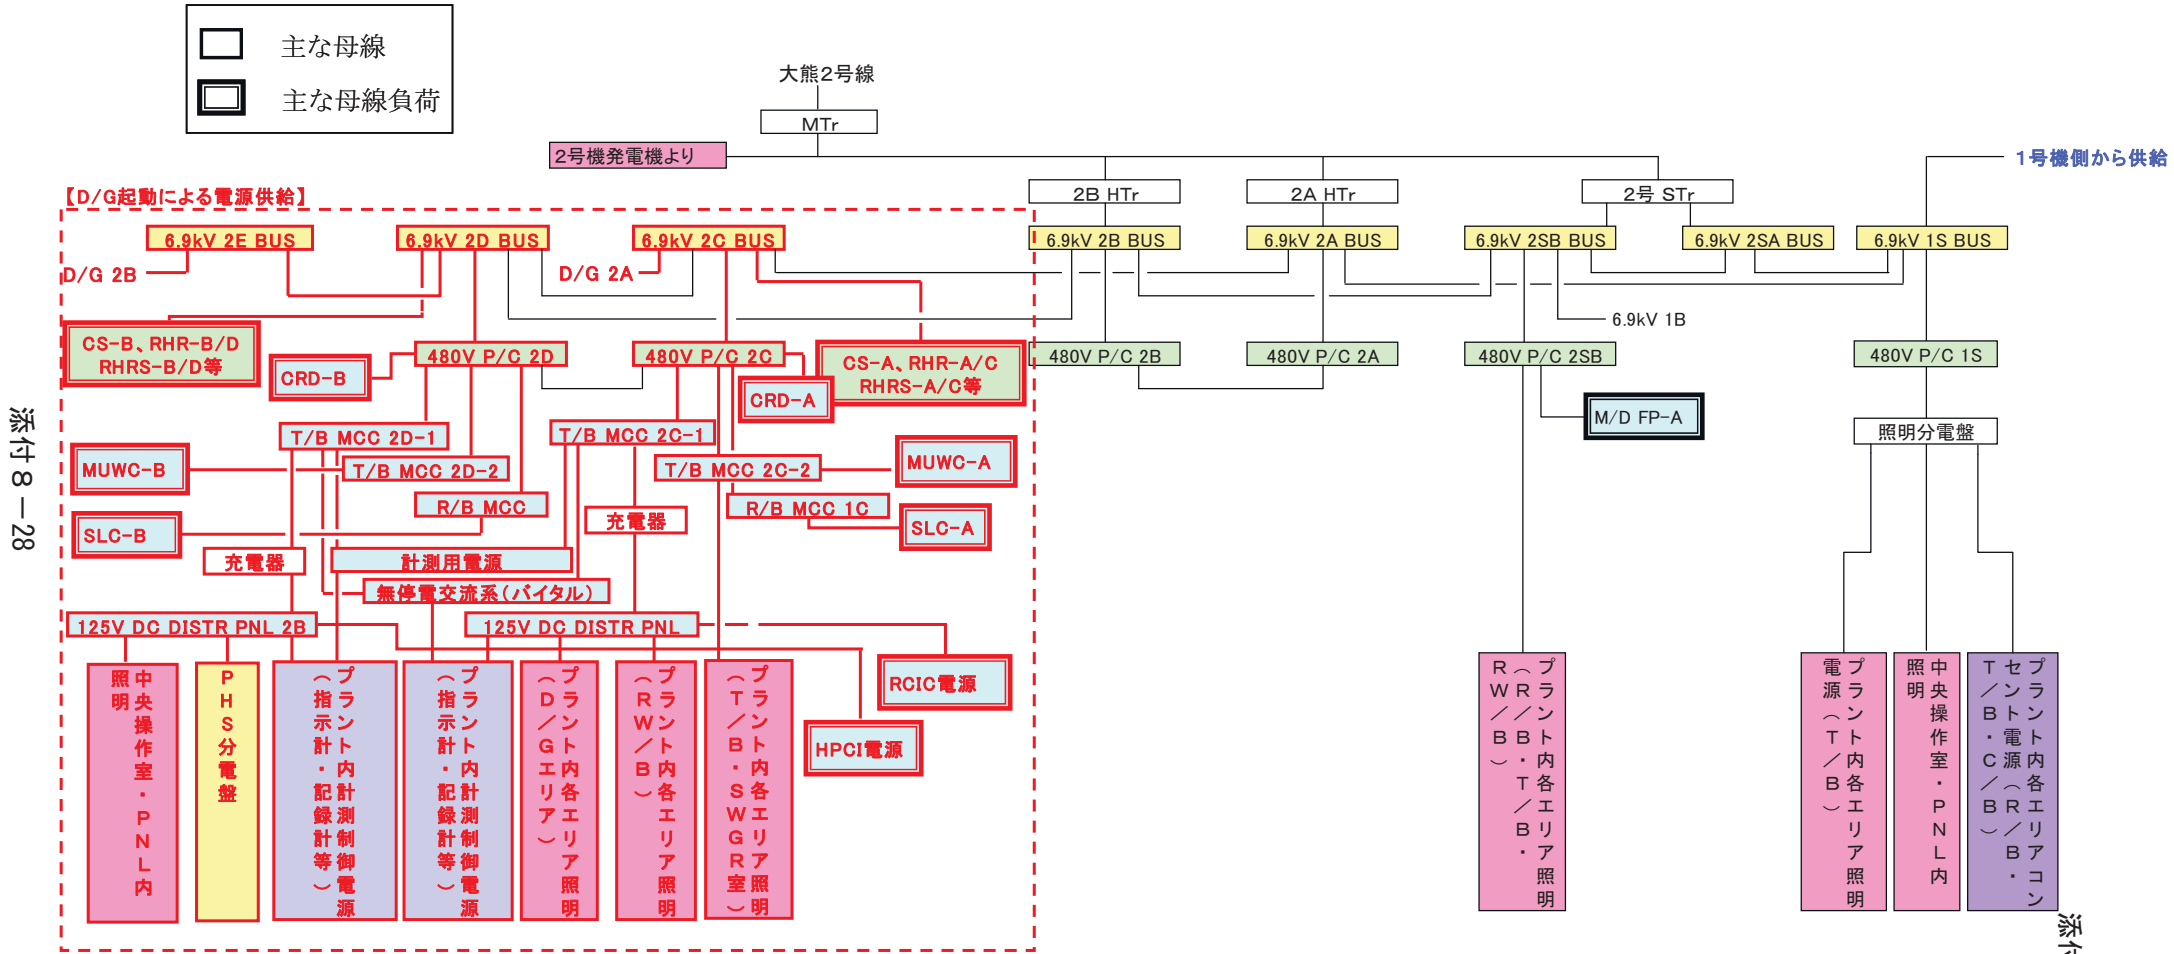 主な母線
主な母線負荷
大熊2号線
MTr
2号機発電機より
1号機側から供給
【D/G起動による電源供給】
2B HTr
2A HTr
2号 STr
6.9kV 2E BUS
6.9kV 2D BUS
6.9kV 2C BUS
6.9kV 2B BUS
6.9kV 2A BUS
6.9kV 2SB BUS
6.9kV 2SA BUS
6.9kV 1S BUS
D/G 2B
D/G 2A
6.9kV 1B
CS-B、RHR-B/D
RHRS-B/D等
480V P/C 2D
480V P/C 2C
CS-A、RHR-A/C
RHRS-A/C等
480V P/C 2B
480V P/C 2A
480V P/C 2SB
480V P/C 1S
CRD-B
CRD-A
M/D FP-A
照明分電盤
T/B MCC 2D-1
T/B MCC 2C-1
MUWC-B
T/B MCC 2D-2
T/B MCC 2C-2
MUWC-A
R/B MCC
R/B MCC 1C
SLC-B
充電器
SLC-A
充電器
計測用電源
無停電交流系(バイタル)
125V DC DISTR PNL 2B
125V DC DISTR PNL
RCIC電源
HPCI電源
中央操作室・PNL内
照明
PHS分電盤
プラント内計測制御電源
(指示計・記録計等)
プラント内計測制御電源
(指示計・記録計等)
プラント内各エリア照明
(D/Gエリア)
プラント内各エリア照明
(RW/B)
プラント内各エリア照明
(T/B・SWGR室)
プラント内各エリア照明
(R/B・T/B・
RW/B)
プラント内各エリア照明
電源(T/B)
中央操作室・PNL内
照明
プラント内各エリアコン
セント電源(R/B・
T/B・C/B)
添付8-28
添付